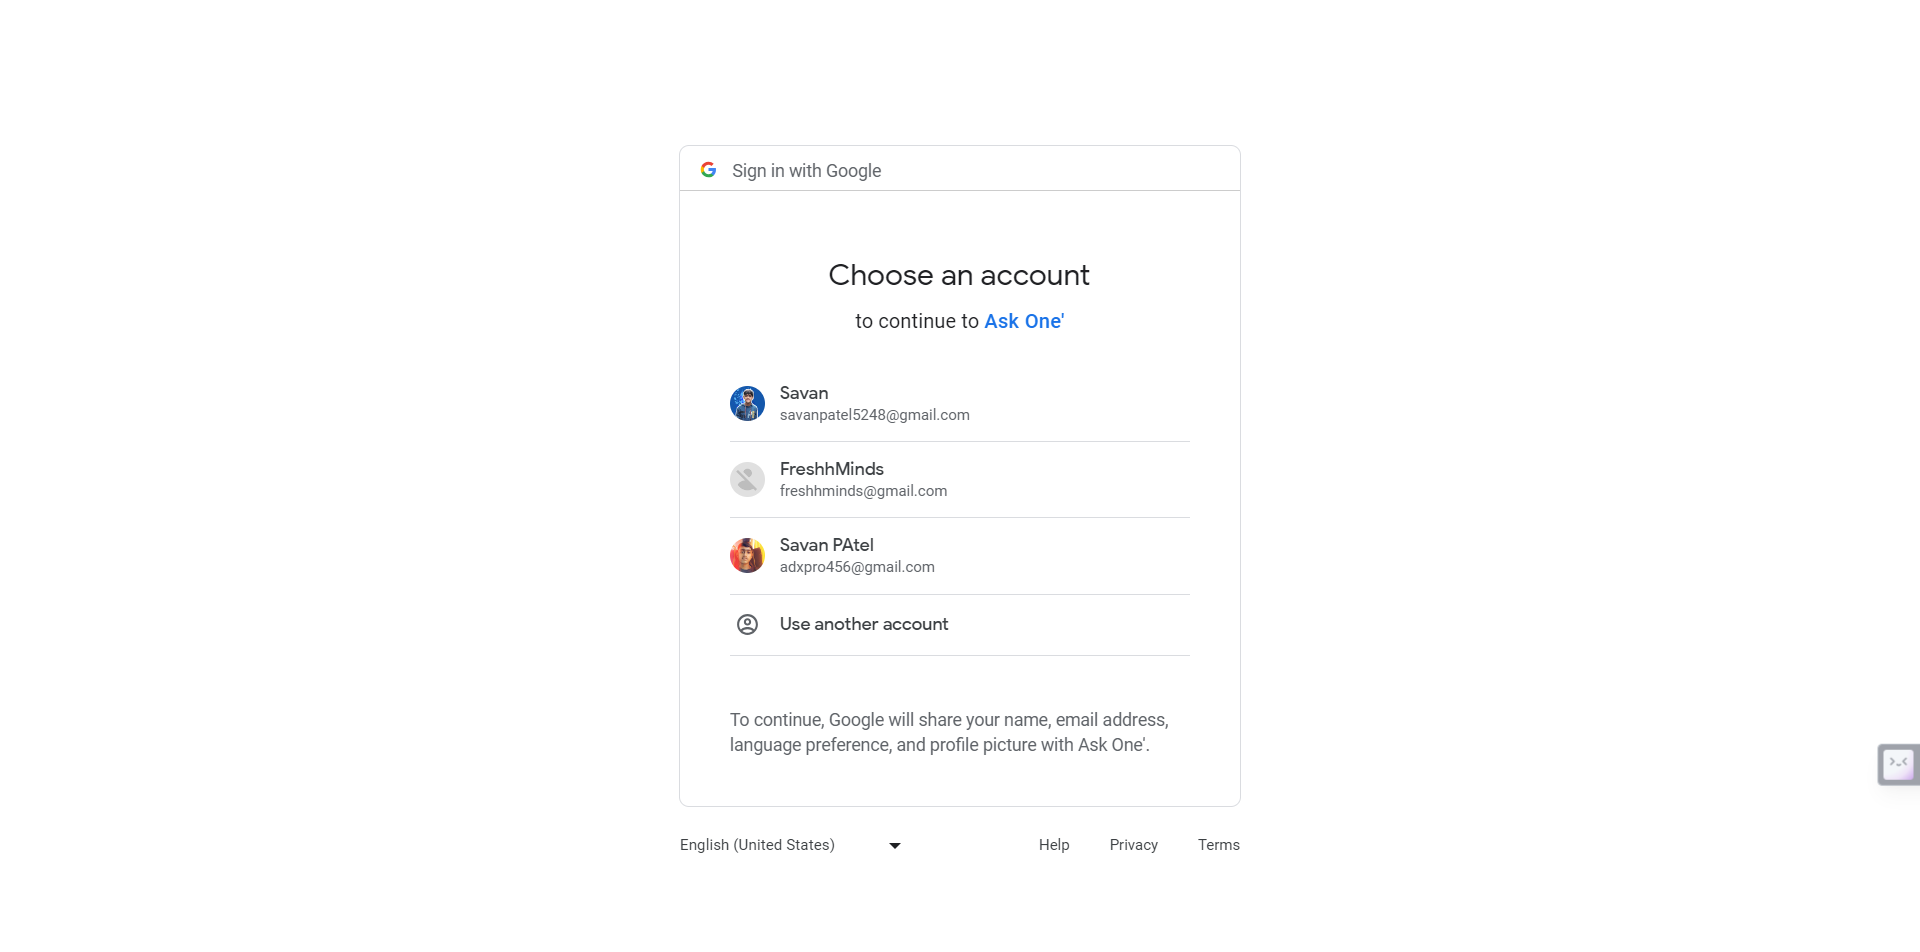 Sign in with Google
Choose an account
to continue to Ask One'
Savan
savanpatel5248@gmail.com
FreshhMinds
freshhminds@gmail.com
Savan PAtel
adxpro456@gmail.com
Use another account
To continue, Google will share your name, email address,
language preference, and profile picture with Ask One'.
English (United States)
Help
Privacy
Terms